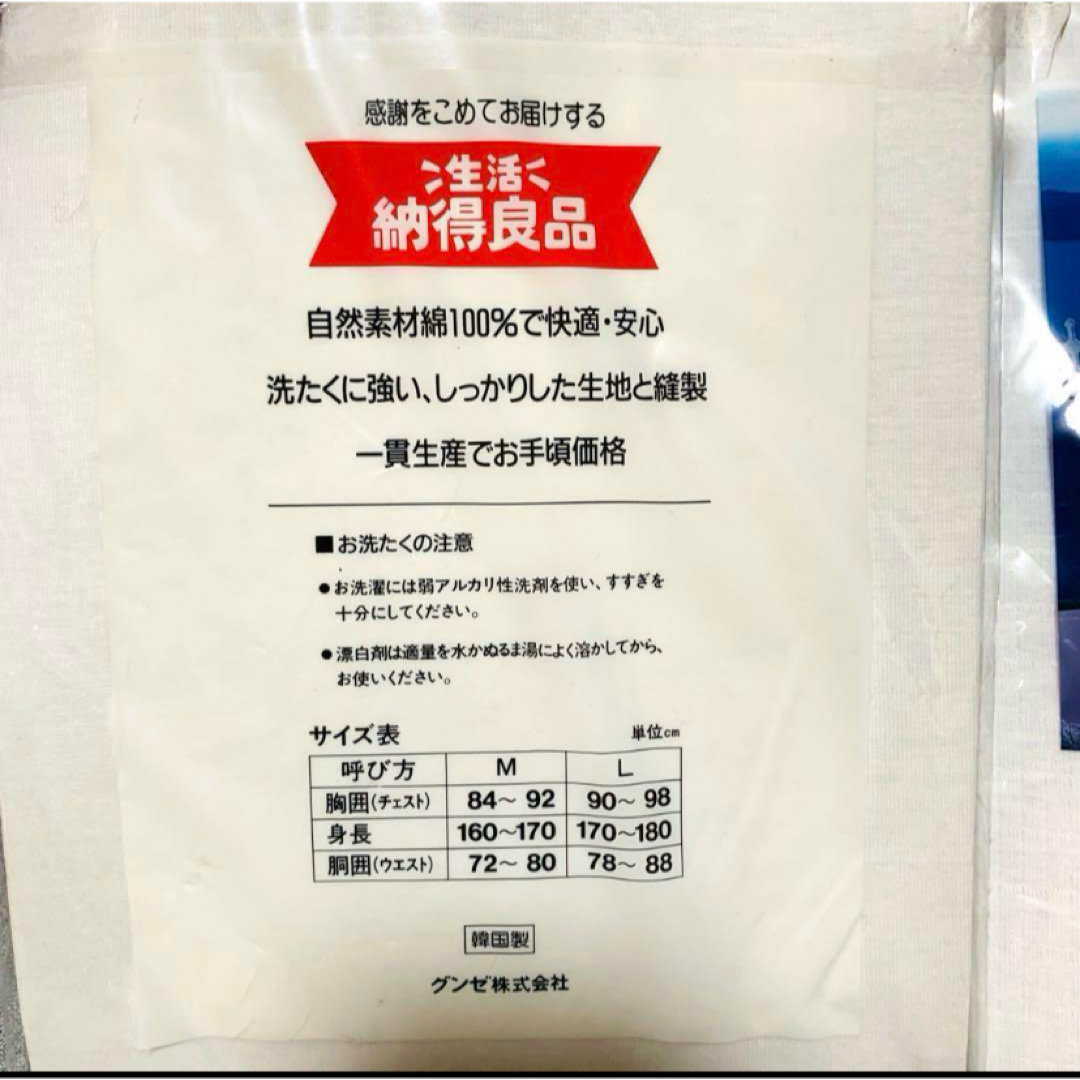 感謝をこめてお届けする
生活
納得良品
自然素材綿100%で快適・安心
洗たくに強い、しっかりした生地と縫製
一貫生産でお手頃価格
■お洗たくの注意
●お洗濯には弱アルカリ性洗剤を使い、すすぎを
十分にしてください。
●漂白剤は適量を水かぬるま湯によく溶かしてから、
お使いください。
サイズ表 単位cm
呼び方 M L
胸囲(チェスト) 84〜92 90〜98
身長 160〜170 170〜180
胴囲(ウエスト) 72〜80 78〜88
韓国製
グンゼ株式会社